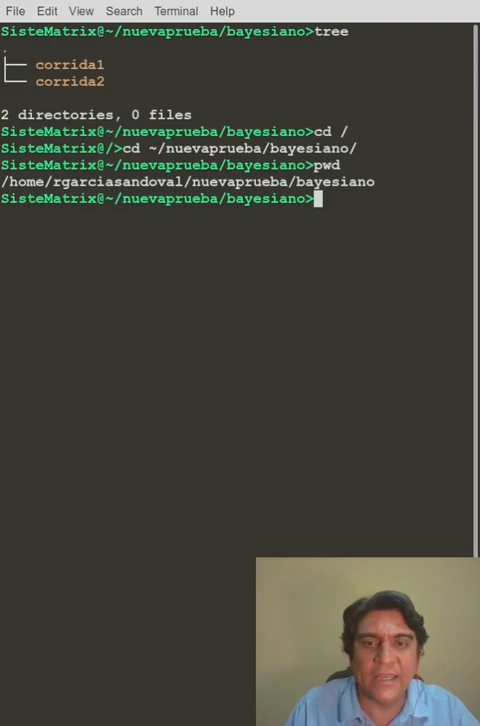 File Edit View Search Terminal Help
SisteMatrix@~/nuevaprueba/bayesiano>tree
.
├── corrida1
└── corrida2
2 directories, 0 files
SisteMatrix@~/nuevaprueba/bayesiano>cd /
SisteMatrix@/>cd ~/nuevaprueba/bayesiano/
SisteMatrix@~/nuevaprueba/bayesiano>pwd
/home/rgarciasandoval/nuevaprueba/bayesiano
SisteMatrix@~/nuevaprueba/bayesiano>